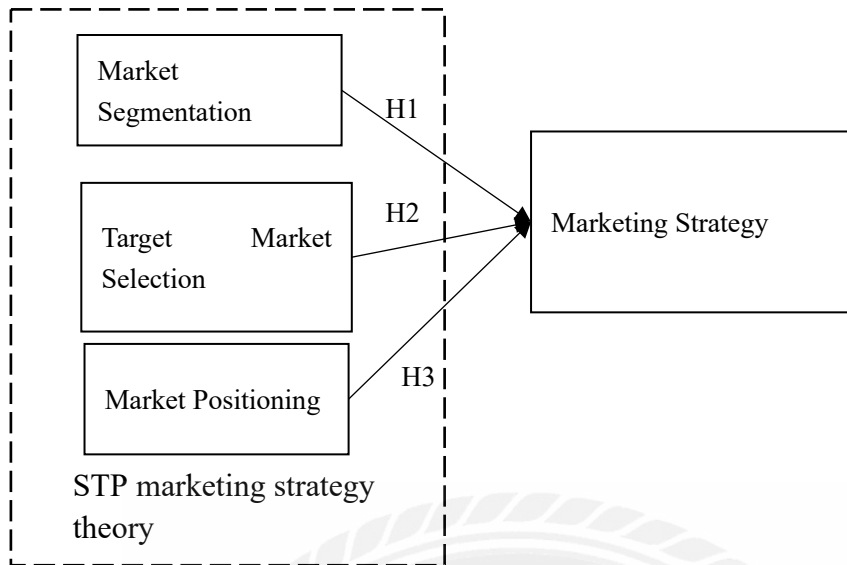 Market
Segmentation
H1
Target Market
Selection
H2
Marketing Strategy
Market Positioning
H3
STP marketing strategy
theory